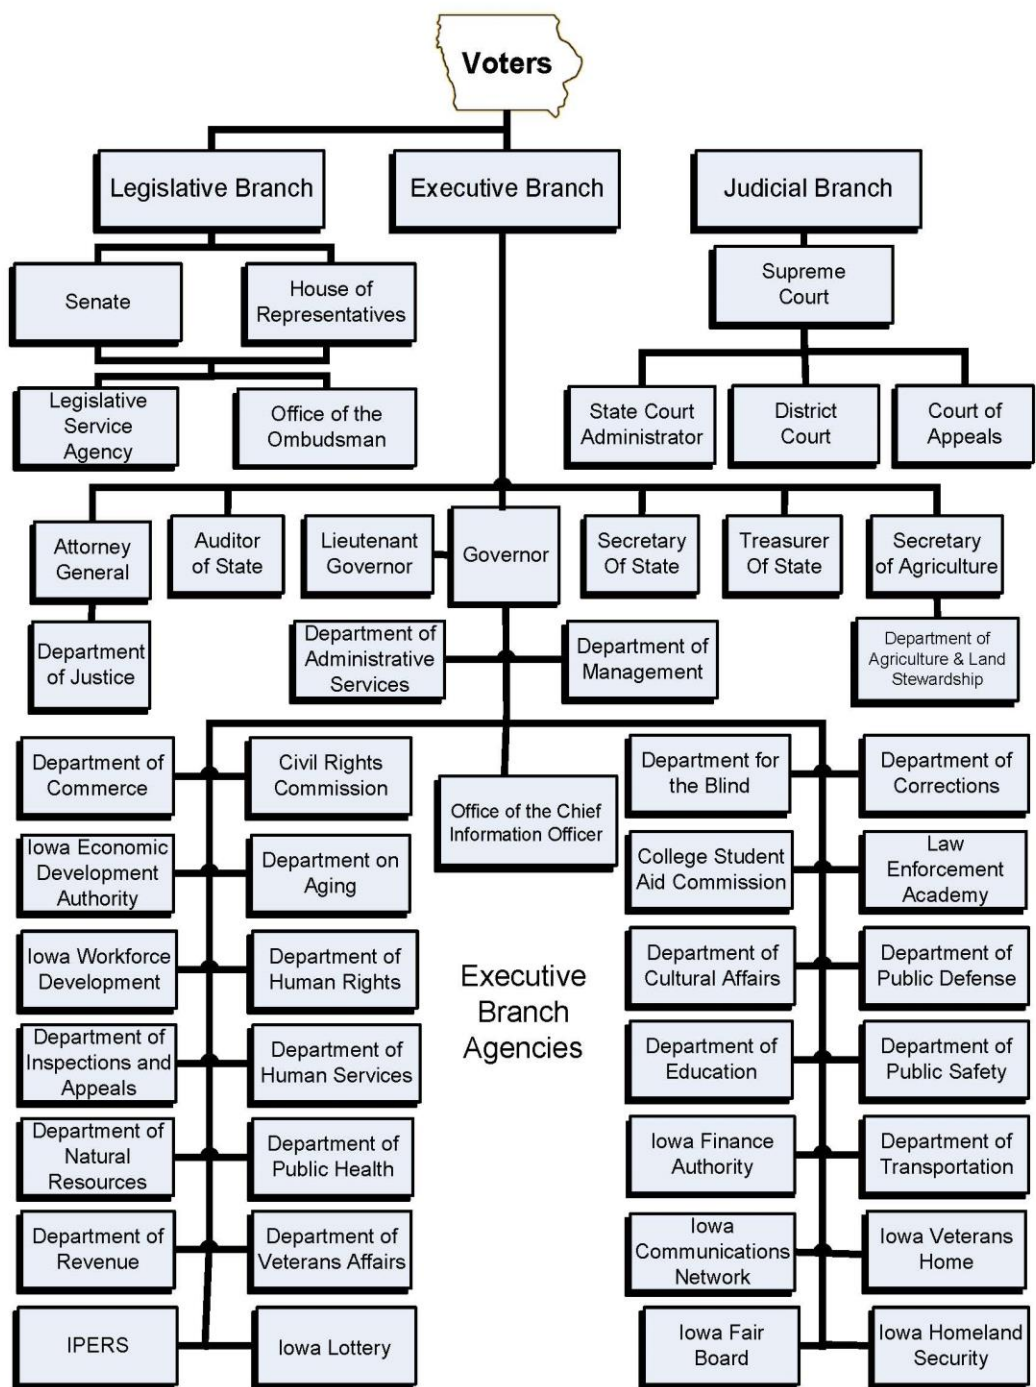 Voters
Legislative Branch
Executive Branch
Judicial Branch
Senate
House of
Representatives
Supreme
Court
Legislative
Service
Agency
Office of the
Ombudsman
State Court
Administrator
District
Court
Court of
Appeals
Attorney
General
Auditor
of State
Lieutenant
Governor
Governor
Secretary
Of State
Treasurer
Of State
Secretary
of Agriculture
Department
of Justice
Department of
Administrative
Services
Department of
Management
Department of
Agriculture & Land
Stewardship
Department of
Commerce
Civil Rights
Commission
Office of the Chief
Information Officer
Department for
the Blind
Department of
Corrections
Iowa Economic
Development
Authority
Department on
Aging
College Student
Aid Commission
Law
Enforcement
Academy
Iowa Workforce
Development
Department of
Human Rights
Executive
Branch
Agencies
Department of
Cultural Affairs
Department of
Public Defense
Department of
Inspections and
Appeals
Department of
Human Services
Department of
Education
Department of
Public Safety
Department of
Natural
Resources
Department of
Public Health
Iowa Finance
Authority
Department of
Transportation
Department of
Revenue
Department of
Veterans Affairs
Iowa
Communications
Network
Iowa Veterans
Home
IPERS
Iowa Lottery
Iowa Fair
Board
Iowa Homeland
Security